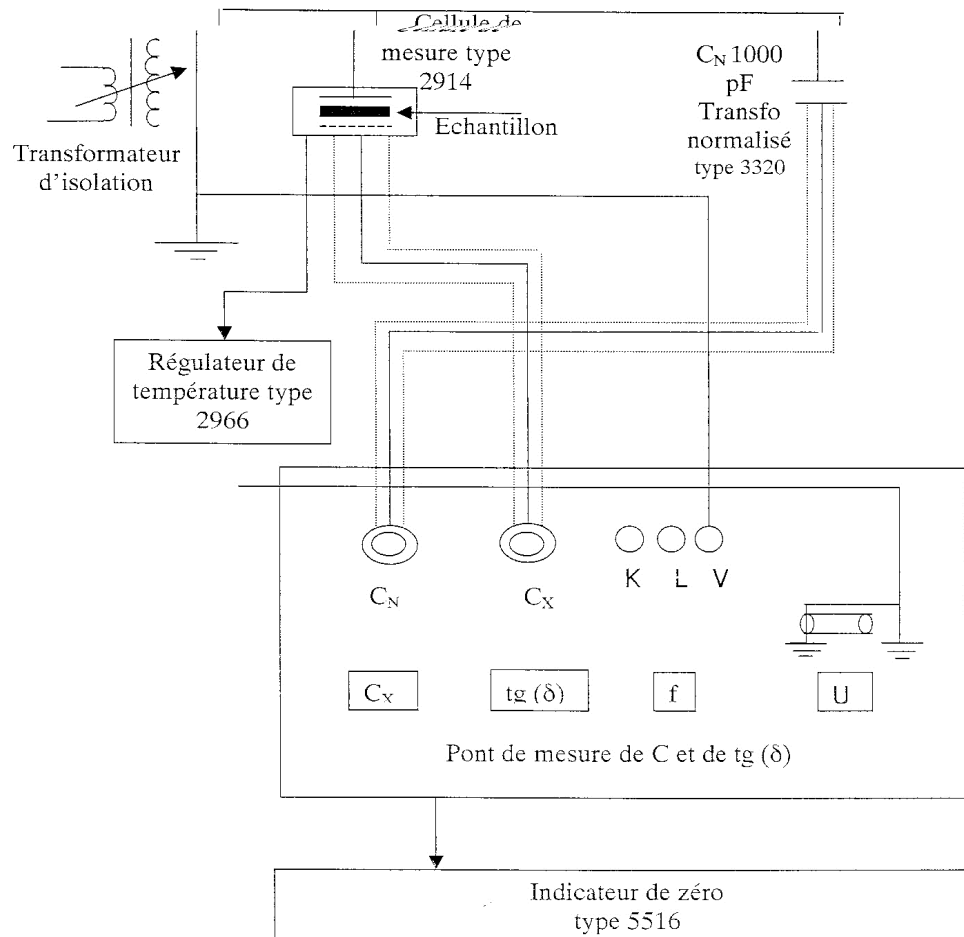 Cellule de
mesure type
2914
C_N 1000
pF
Transfo
normalisé
type 3320
Echantillon
Transformateur
d'isolation
Régulateur de
température type
2966
K L V
C_N
C_X
C_X
tg (δ)
f
U
Pont de mesure de C et de tg (δ)
Indicateur de zéro
type 5516